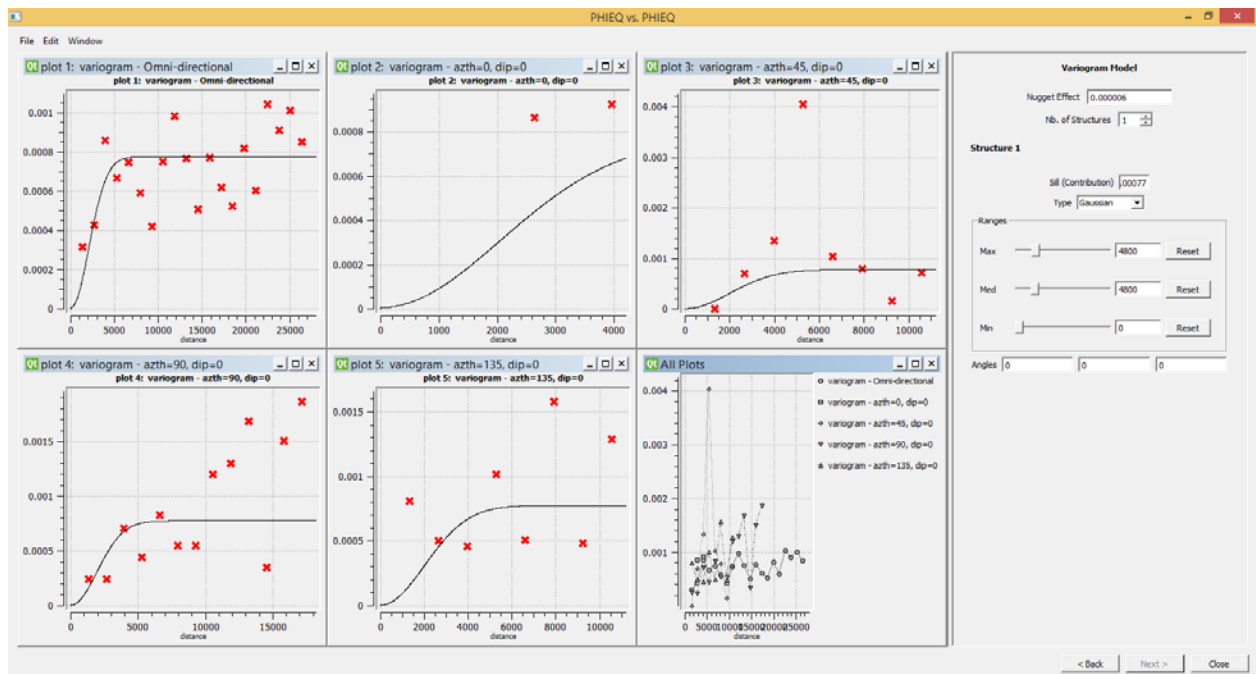 PHIEQ vs. PHIEQ
File Edit Window
plot 1: variogram - Omni-directional
plot 1: variogram - Omni-directional
0.001
0.0008
0.0006
0.0004
0.0002
0
0 5000 10000 15000 20000 25000
distance
plot 2: variogram - azth=0, dip=0
plot 2: variogram - azth=0, dip=0
0.0008
0.0006
0.0004
0.0002
0
0 1000 2000 3000 4000
distance
plot 3: variogram - azth=45, dip=0
plot 3: variogram - azth=45, dip=0
0.004
0.003
0.002
0.001
0
0 2000 4000 6000 8000 10000
distance
plot 4: variogram - azth=90, dip=0
plot 4: variogram - azth=90, dip=0
0.0015
0.001
0.0005
0
0 5000 10000 15000
distance
plot 5: variogram - azth=135, dip=0
plot 5: variogram - azth=135, dip=0
0.0015
0.001
0.0005
0
0 2000 4000 6000 8000 10000
distance
All Plots
0.004
0.003
0.002
0.001
0 5000 10000 15000 20000 25000
distance
variogram - Omni-directional
variogram - azth=0, dip=0
variogram - azth=45, dip=0
variogram - azth=90, dip=0
variogram - azth=135, dip=0
Variogram Model
Nugget Effect 0.000006
Nb. of Structures 1
Structure 1
Sill (Contribution) .00077
Type Gaussian
Ranges
Max 4800 Reset
Med 4800 Reset
Min 0 Reset
Angles 0 0 0
< Back Next > Close